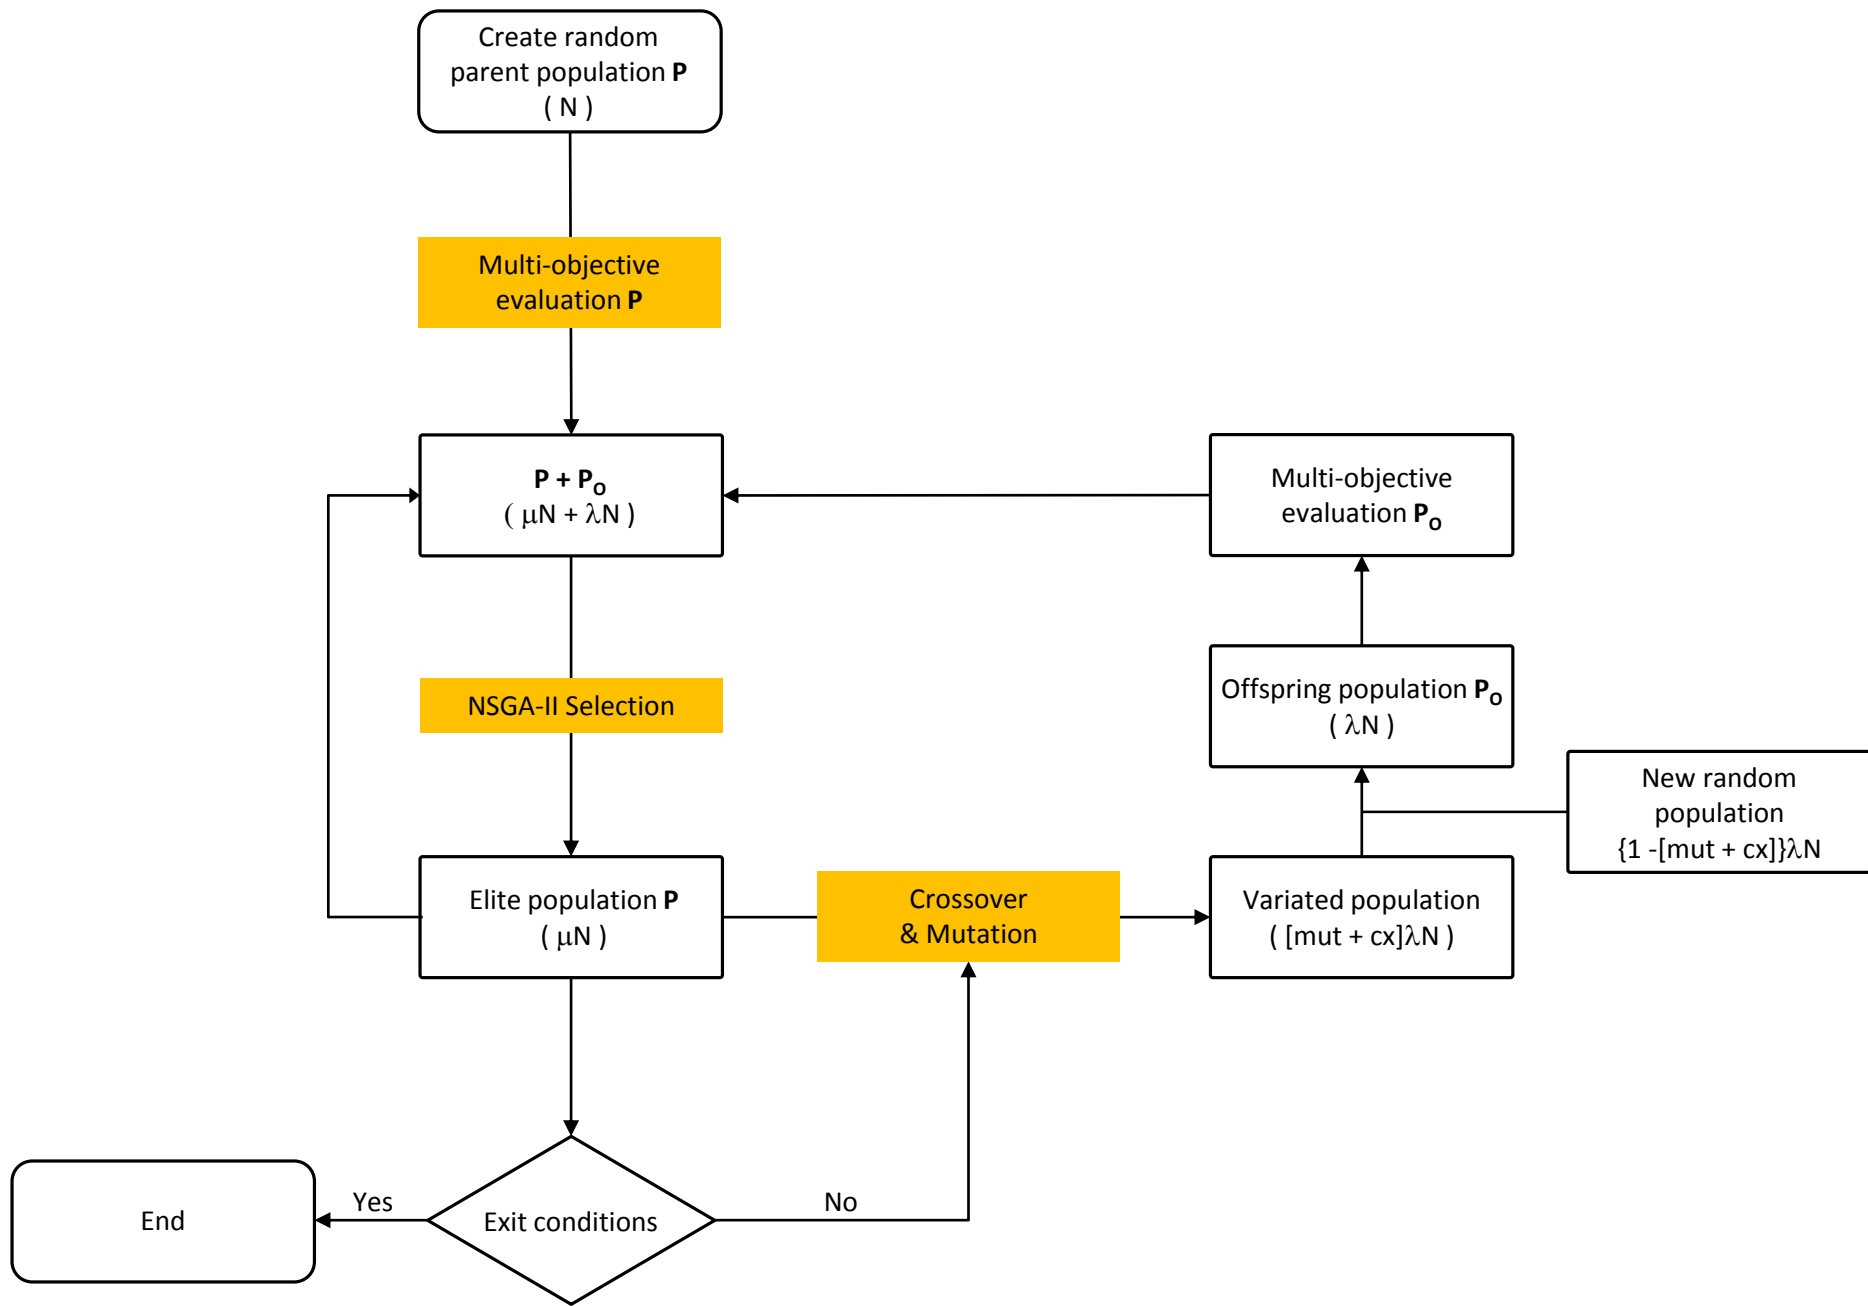 Create random
parent population P
( N )
Multi-objective
evaluation P
P + Po
( μN + λN )
Multi-objective
evaluation Po
NSGA-II Selection
Offspring population Po
( λN )
New random
population
{1 -[mut + cx]}λN
Elite population P
( μN )
Crossover
& Mutation
Variated population
( [mut + cx]λN )
Yes
No
End
Exit conditions